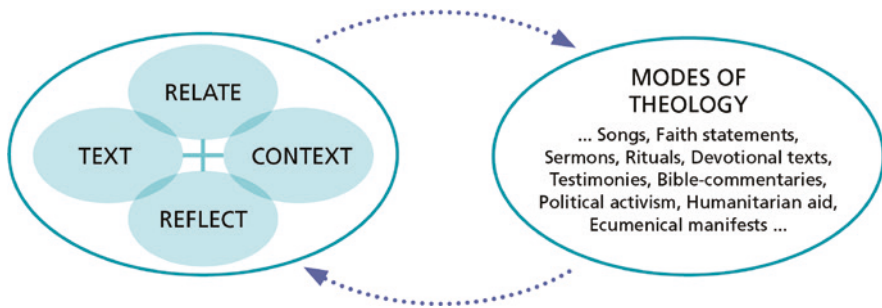 RELATE
TEXT
CONTEXT
REFLECT
MODES OF
THEOLOGY
... Songs, Faith statements,
Sermons, Rituals, Devotional texts,
Testimonies, Bible-commentaries,
Political activism, Humanitarian aid,
Ecumenical manifests ...